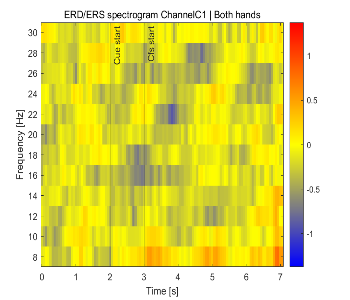 ERD/ERS spectrogram ChannelC1 | Both hands
Cue start
Cfs start
Frequency [Hz]
30
28
26
24
22
20
18
16
14
12
10
8
0 1 2 3 4 5 6 7
Time [s]
1
0.5
0
-0.5
-1